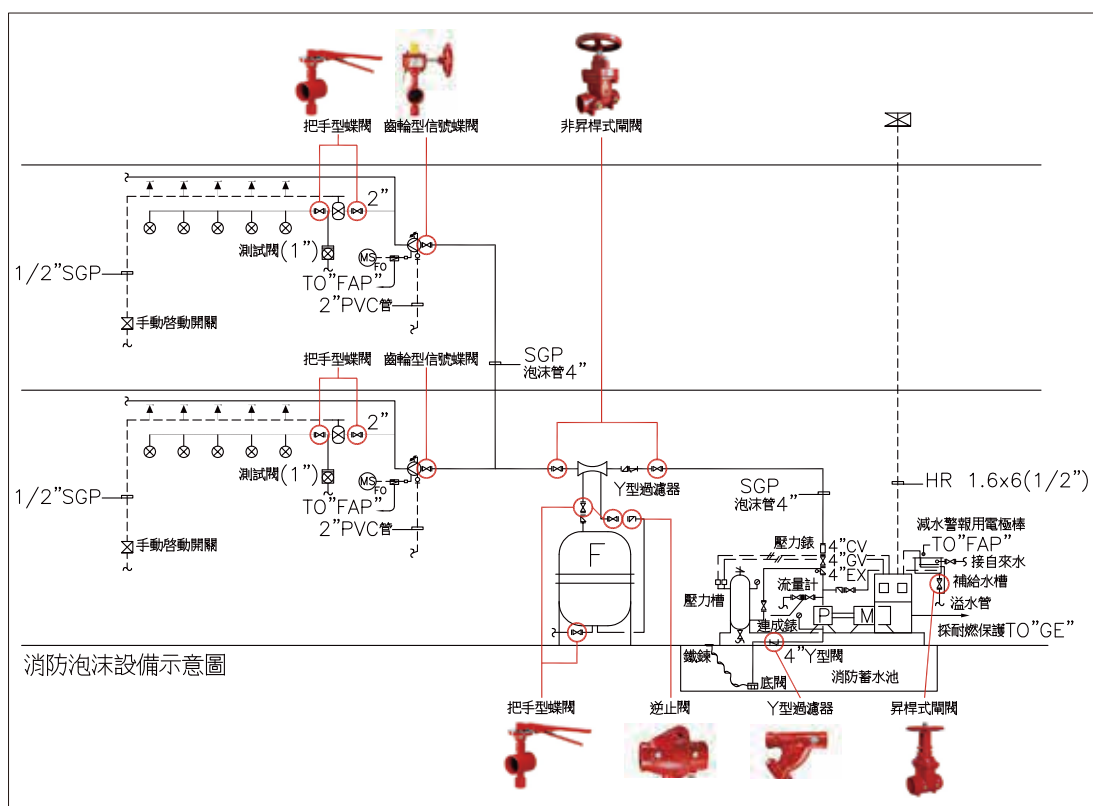 把手型蝶閥
齒輪型信號蝶閥
非昇桿式閘閥
2"
測試閥(1")
MS
FO
TO"FAP"
2"PVC管
1/2"SGP
手動啓動開關
SGP
泡沫管4"
把手型蝶閥
齒輪型信號蝶閥
2"
測試閥(1")
MS
FO
TO"FAP"
2"PVC管
1/2"SGP
手動啓動開關
Y型過濾器
SGP
泡沫管4"
HR 1.6x6(1/2")
減水警報用電極棒
TO"FAP"
接自來水
補給水槽
溢水管
採耐燃保護TO"GE"
壓力錶
4"CV
4"GV
4"EX
流量計
壓力槽
連成錶
F
P
M
鐵鍊
4"Y型閥
底閥
消防蓄水池
消防泡沫設備示意圖
把手型蝶閥
逆止閥
Y型過濾器
昇桿式閘閥